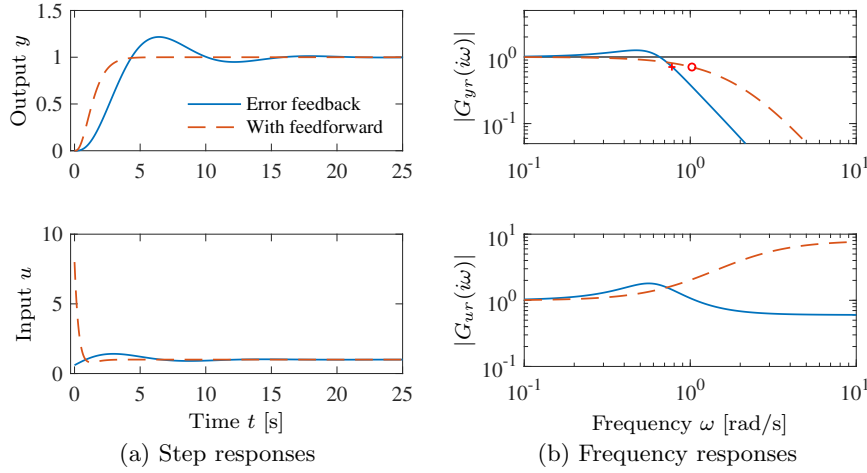 1.5
1
0.5
0
Output y
Error feedback
With feedforward
0 5 10 15 20 25
10
5
0
Input u
0 5 10 15 20 25
Time t [s]
(a) Step responses
10^0
10^-1
|G_yr(iω)|
10^-1 10^0 10^1
10^1
10^0
10^-1
|G_ur(iω)|
10^-1 10^0 10^1
Frequency ω [rad/s]
(b) Frequency responses